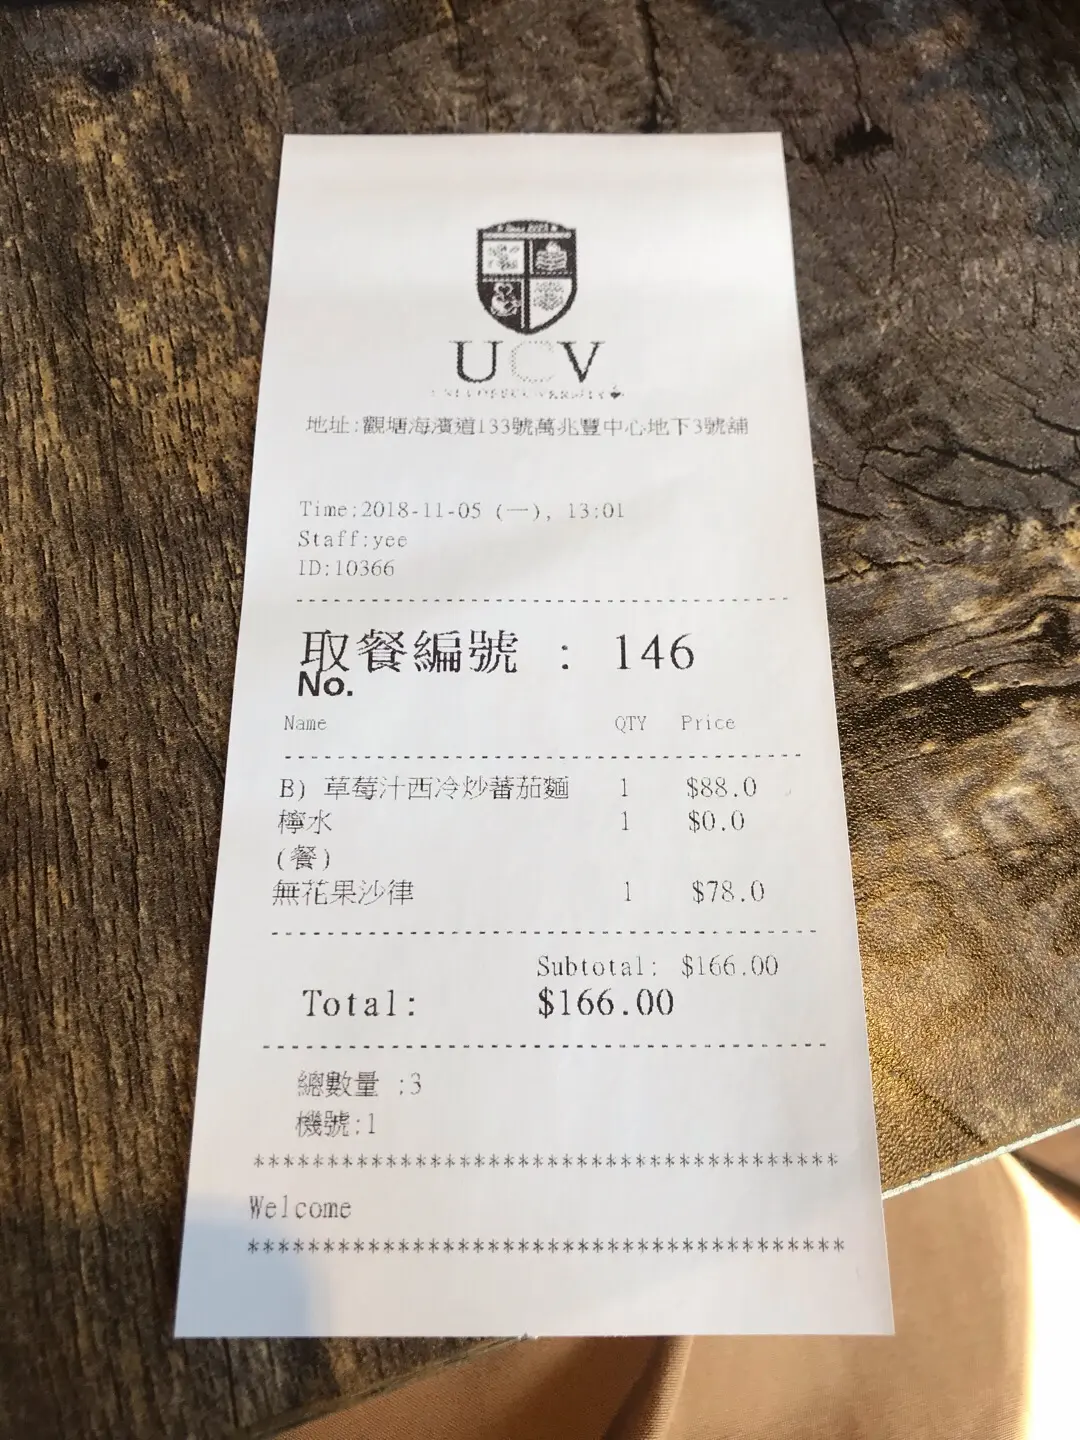 UCV
地址:觀塘海濱道133號萬兆豐中心地下3號舖
Time:2018-11-05 (一), 13:01
Staff:yee
ID:10366
取餐編號 : 146
No.
Name QTY Price
B) 草莓汁西冷炒蕃茄麵 1 $88.0
檸水 1 $0.0
(餐)
無花果沙律 1 $78.0
Subtotal: $166.00
Total: $166.00
總數量 :3
機號:1
****************************************
Welcome
****************************************